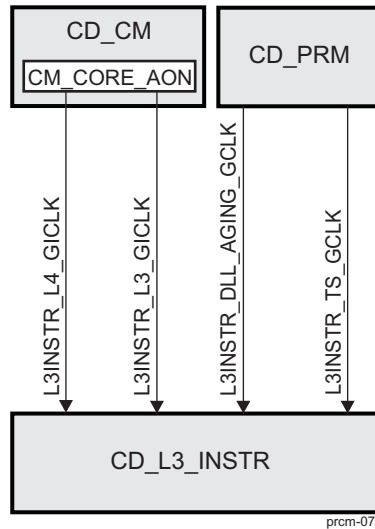 CD_CM
CM_CORE_AON
CD_PRM
L3INSTR_L4_GICLK
L3INSTR_L3_GICLK
L3INSTR_DLL_AGING_GCLK
L3INSTR_TS_GCLK
CD_L3_INSTR
prcm-07